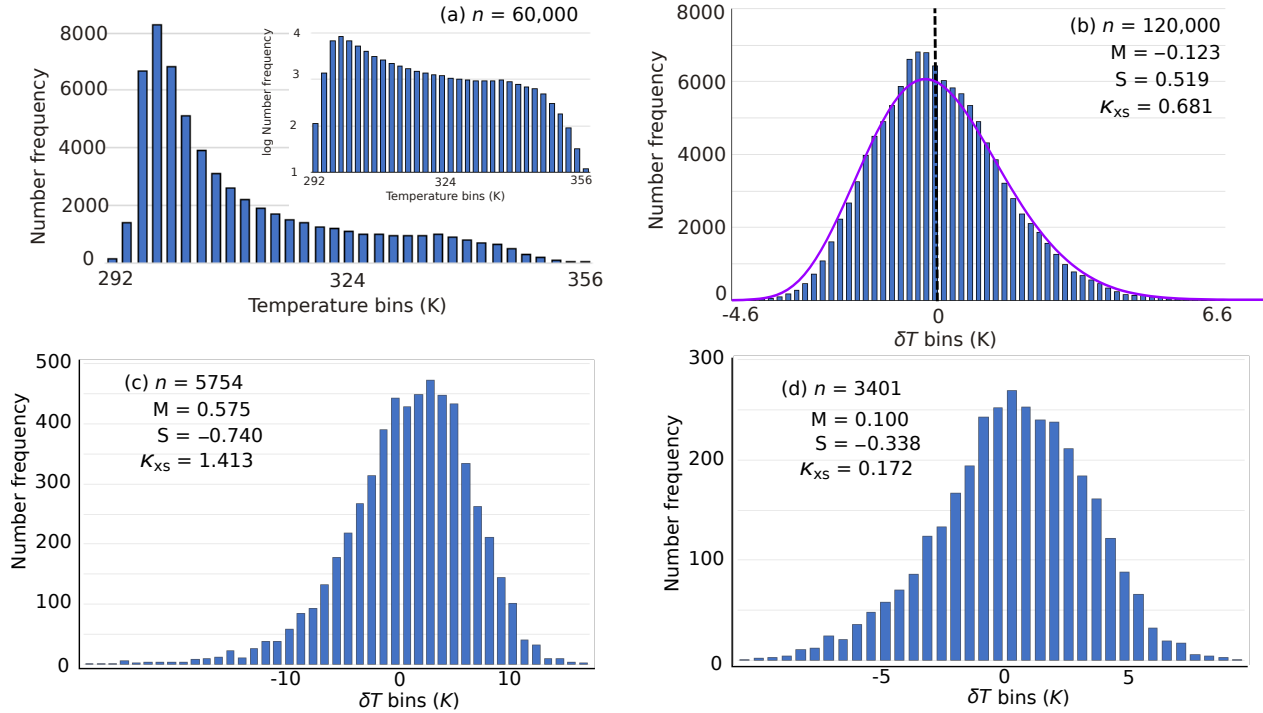 (a) n = 60,000
Number frequency
8000
6000
4000
2000
0
292
324
356
Temperature bins (K)
log Number frequency
4
3
2
1
292
324
356
Temperature bins (K)
(b) n = 120,000
M = –0.123
S = 0.519
κxs = 0.681
Number frequency
8000
6000
4000
2000
0
-4.6
0
6.6
δT bins (K)
(c) n = 5754
M = 0.575
S = –0.740
κxs = 1.413
Number frequency
500
400
300
200
100
0
-10
0
10
δT bins (K)
(d) n = 3401
M = 0.100
S = –0.338
κxs = 0.172
Number frequency
300
200
100
0
-5
0
5
δT bins (K)